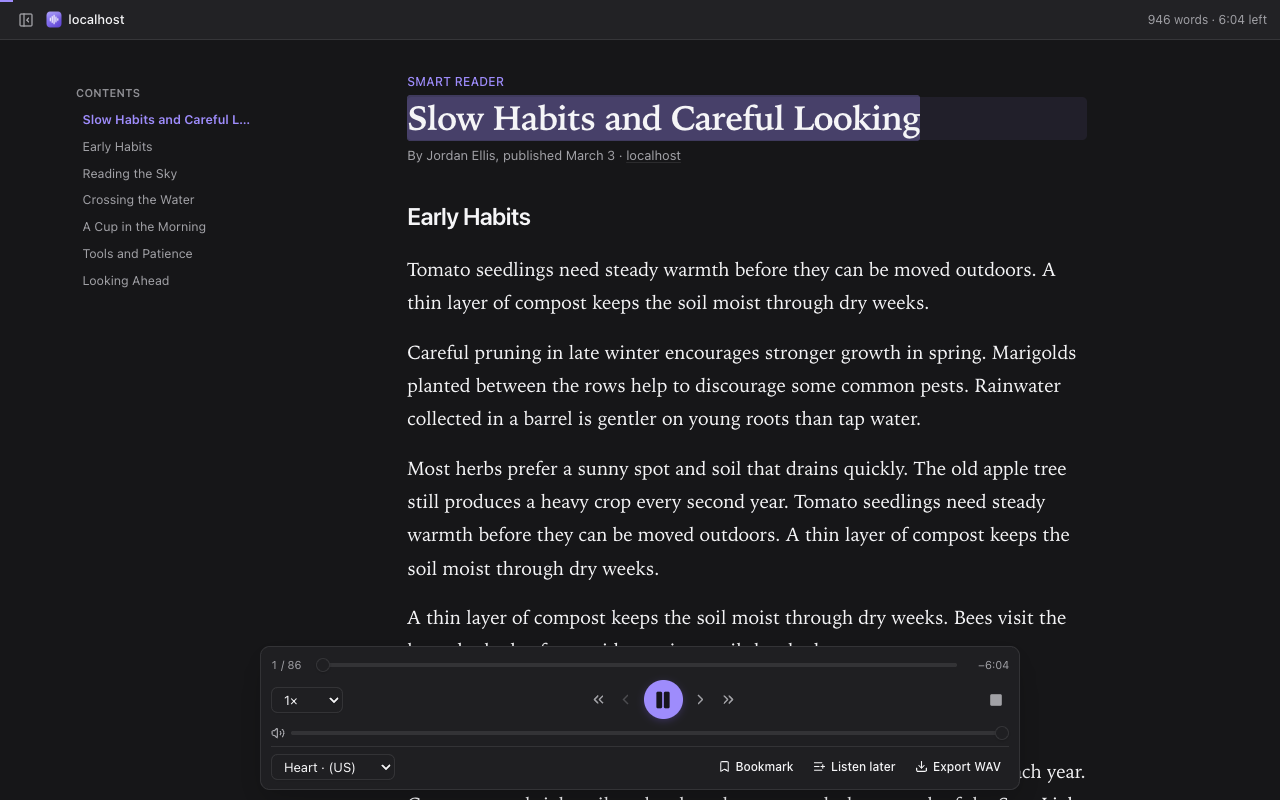 localhost
946 words · 6:04 left
CONTENTS
Slow Habits and Careful L...
Early Habits
Reading the Sky
Crossing the Water
A Cup in the Morning
Tools and Patience
Looking Ahead
SMART READER
Slow Habits and Careful Looking
By Jordan Ellis, published March 3 · localhost
Early Habits
Tomato seedlings need steady warmth before they can be moved outdoors. A
thin layer of compost keeps the soil moist through dry weeks.
Careful pruning in late winter encourages stronger growth in spring. Marigolds
planted between the rows help to discourage some common pests. Rainwater
collected in a barrel is gentler on young roots than tap water.
Most herbs prefer a sunny spot and soil that drains quickly. The old apple tree
still produces a heavy crop every second year. Tomato seedlings need steady
warmth before they can be moved outdoors. A thin layer of compost keeps the
soil moist through dry weeks.
A thin layer of compost keeps the soil moist through dry weeks. Bees visit the
1 / 86
−6:04
1×
Heart · (US)
Bookmark
Listen later
Export WAV
year.